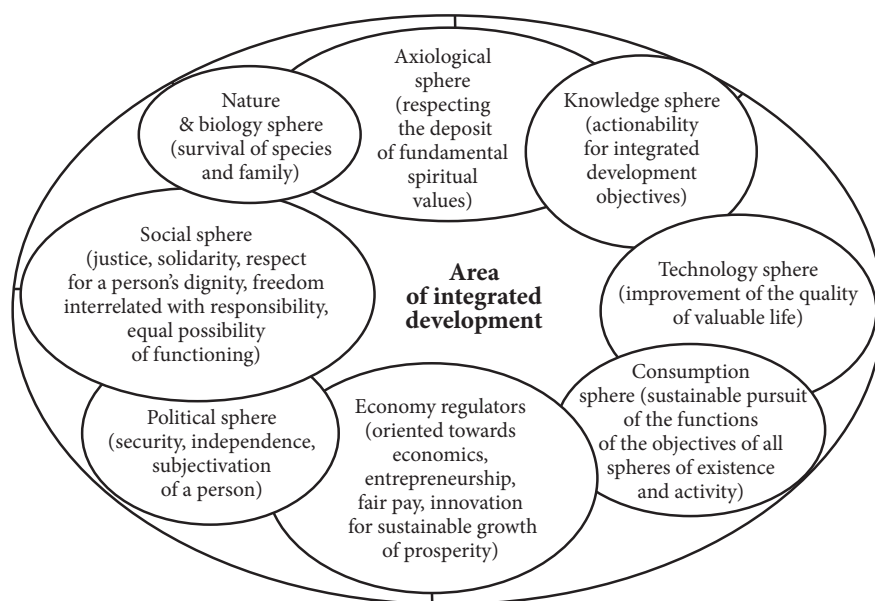 Axiological
sphere
(respecting
the deposit
of fundamental
spiritual
values)
Nature
& biology sphere
(survival of species
and family)
Knowledge sphere
(actionability
for integrated
development
objectives)
Social sphere
(justice, solidarity, respect
for a person's dignity, freedom
interrelated with responsibility,
equal possibility
of functioning)
Area
of integrated
development
Technology sphere
(improvement of the quality
of valuable life)
Political sphere
(security, independence,
subjectivation
of a person)
Economy regulators
(oriented towards
economics,
entrepreneurship,
fair pay, innovation
for sustainable growth
of prosperity)
Consumption
sphere (sustainable pursuit
of the functions
of the objectives of all
spheres of existence
and activity)